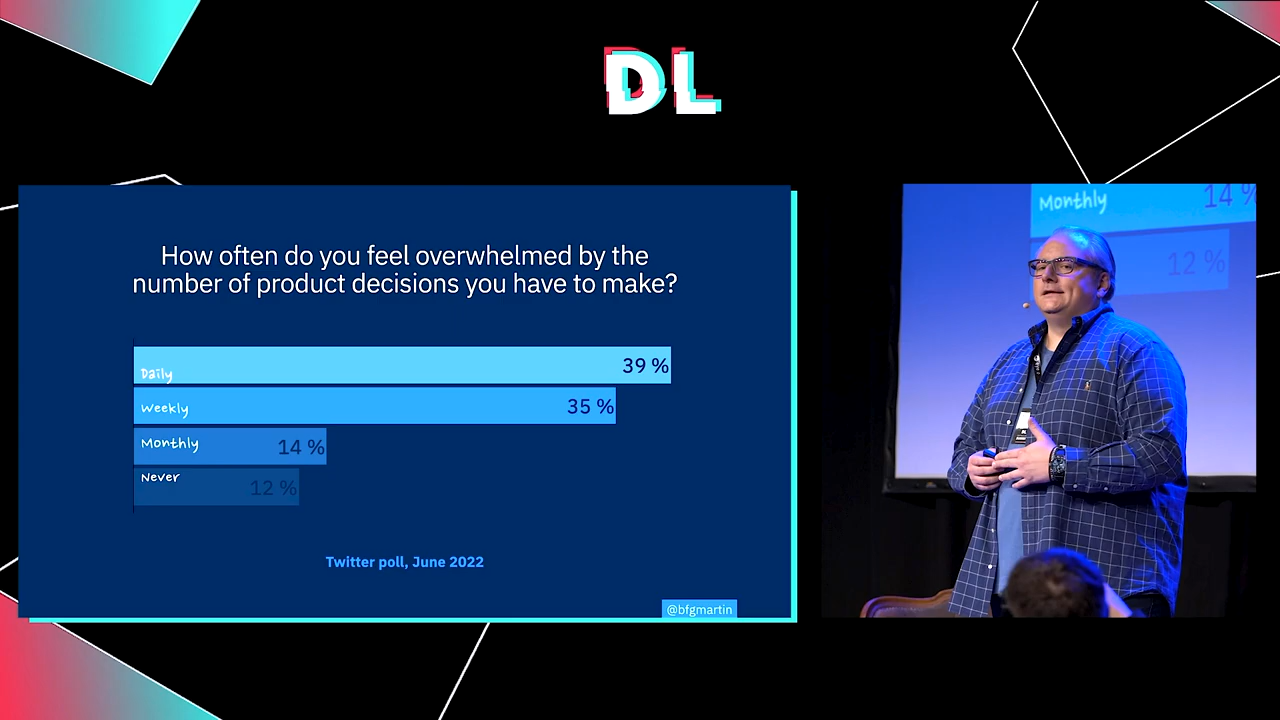 DL
How often do you feel overwhelmed by the
number of product decisions you have to make?
Daily 39 %
Weekly 35 %
Monthly 14 %
Never 12 %
Twitter poll, June 2022
@bfgmartin
Monthly 14 %
12 %